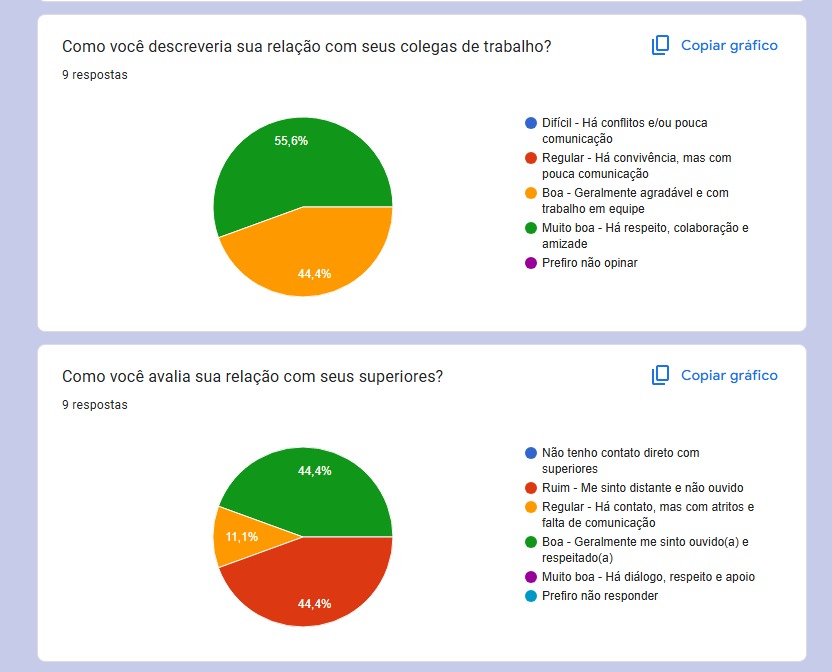 Como você descreveria sua relação com seus colegas de trabalho?
Copiar gráfico
9 respostas
55,6%
44,4%
Difícil - Há conflitos e/ou pouca
comunicação
Regular - Há convivência, mas com
pouca comunicação
Boa - Geralmente agradável e com
trabalho em equipe
Muito boa - Há respeito, colaboração e
amizade
Prefiro não opinar
Como você avalia sua relação com seus superiores?
Copiar gráfico
9 respostas
44,4%
11,1%
44,4%
Não tenho contato direto com
superiores
Ruim - Me sinto distante e não ouvido
Regular - Há contato, mas com atritos e
falta de comunicação
Boa - Geralmente me sinto ouvido(a) e
respeitado(a)
Muito boa - Há diálogo, respeito e apoio
Prefiro não responder